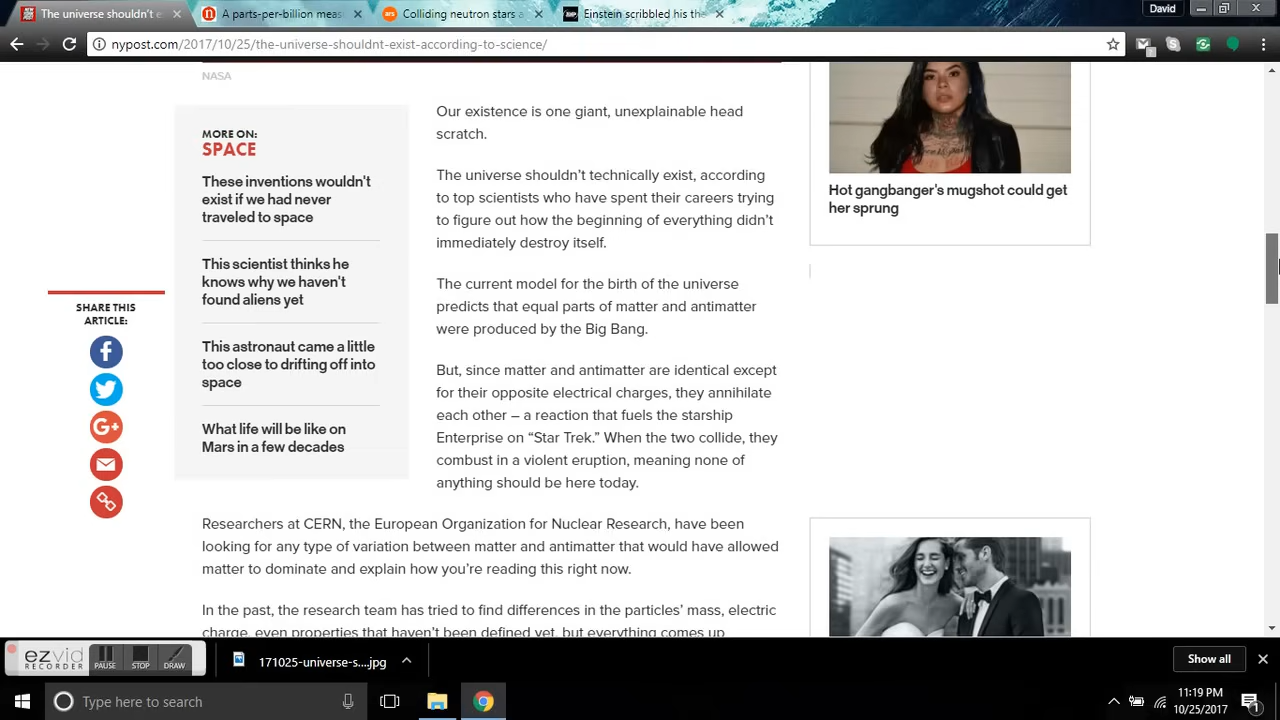 The universe shouldn't e
A parts-per-billion meas
ars
Colliding neutron stars a
Einstein scribbled his the
David
nypost.com/2017/10/25/the-universe-shouldnt-exist-according-to-science/
NASA
MORE ON:
SPACE
These inventions wouldn't
exist if we had never
traveled to space
This scientist thinks he
knows why we haven't
found aliens yet
This astronaut came a little
too close to drifting off into
space
What life will be like on
Mars in a few decades
SHARE THIS
ARTICLE:
Our existence is one giant, unexplainable head
scratch.
The universe shouldn't technically exist, according
to top scientists who have spent their careers trying
to figure out how the beginning of everything didn't
immediately destroy itself.
The current model for the birth of the universe
predicts that equal parts of matter and antimatter
were produced by the Big Bang.
But, since matter and antimatter are identical except
for their opposite electrical charges, they annihilate
each other – a reaction that fuels the starship
Enterprise on “Star Trek.” When the two collide, they
combust in a violent eruption, meaning none of
anything should be here today.
Researchers at CERN, the European Organization for Nuclear Research, have been
looking for any type of variation between matter and antimatter that would have allowed
matter to dominate and explain how you're reading this right now.
In the past, the research team has tried to find differences in the particles' mass, electric
charge, even properties that haven't been defined yet, but everything comes up
Hot gangbanger's mugshot could get
her sprung
ezvid
RECORDER
PAUSE
STOP
DRAW
171025-universe-s....jpg
Show all
Type here to search
11:19 PM
10/25/2017
1